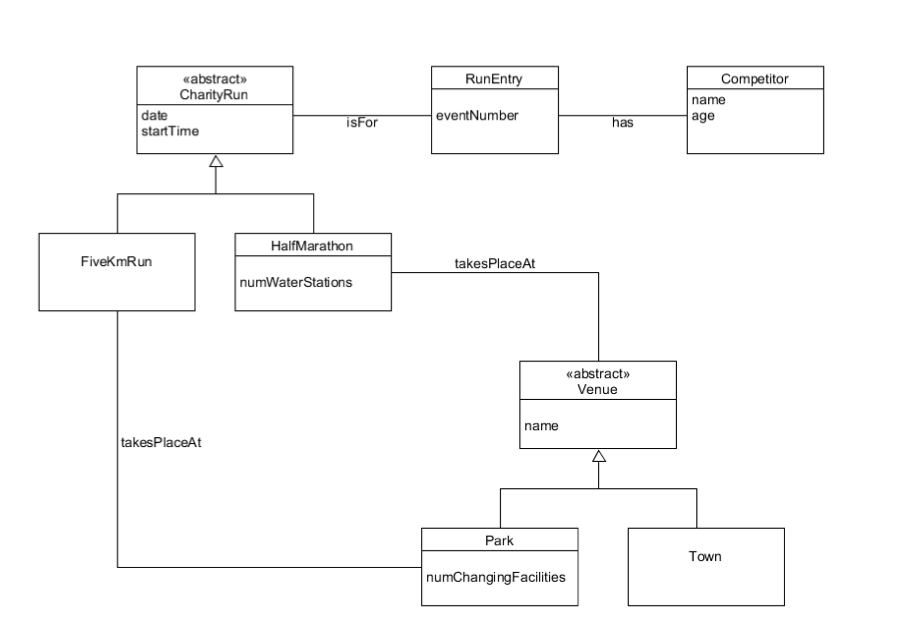 «abstract»
CharityRun
date
startTime
isFor
RunEntry
eventNumber
has
Competitor
name
age
FiveKmRun
HalfMarathon
numWaterStations
takesPlaceAt
«abstract»
Venue
name
takesPlaceAt
Park
numChangingFacilities
Town